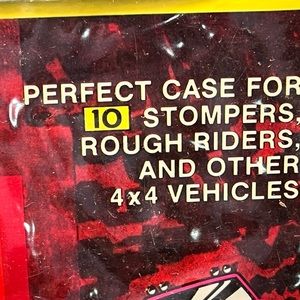 PERFECT CASE FOR
10 STOMPERS,
ROUGH RIDERS,
AND OTHER
4x4 VEHICLES